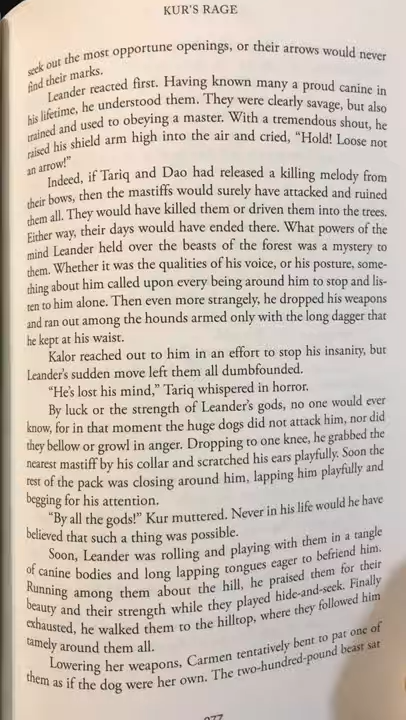 KUR'S RAGE
seek out the most opportune openings, or their arrows would never
find their marks.
Leander reacted first. Having known many a proud canine in
his lifetime, he understood them. They were clearly savage, but also
trained and used to obeying a master. With a tremendous shout, he
raised his shield arm high into the air and cried, “Hold! Loose not
an arrow!”
Indeed, if Tariq and Dao had released a killing melody from
their bows, then the mastiffs would surely have attacked and ruined
them all. They would have killed them or driven them into the trees.
Either way, their days would have ended there. What powers of the
mind Leander held over the beasts of the forest was a mystery to
them. Whether it was the qualities of his voice, or his posture, some-
thing about him called upon every being around him to stop and lis-
ten to him alone. Then even more strangely, he dropped his weapons
and ran out among the hounds armed only with the long dagger that
he kept at his waist.
Kalor reached out to him in an effort to stop his insanity, but
Leander’s sudden move left them all dumbfounded.
“He’s lost his mind,” Tariq whispered in horror.
By luck or the strength of Leander’s gods, no one would ever
know, for in that moment the huge dogs did not attack him, nor did
they bellow or growl in anger. Dropping to one knee, he grabbed the
nearest mastiff by his collar and scratched his ears playfully. Soon the
rest of the pack was closing around him, lapping him playfully and
begging for his attention.
“By all the gods!” Kur muttered. Never in his life would he have
believed that such a thing was possible.
Soon, Leander was rolling and playing with them in a tangle
of canine bodies and long lapping tongues eager to befriend him.
Running among them about the hill, he praised them for their
beauty and their strength while they played hide-and-seek. Finally
exhausted, he walked them to the hilltop, where they followed him
tamely around them all.
Lowering her weapons, Carmen tentatively bent to pat one of
them as if the dog were her own. The two-hundred-pound beast sat